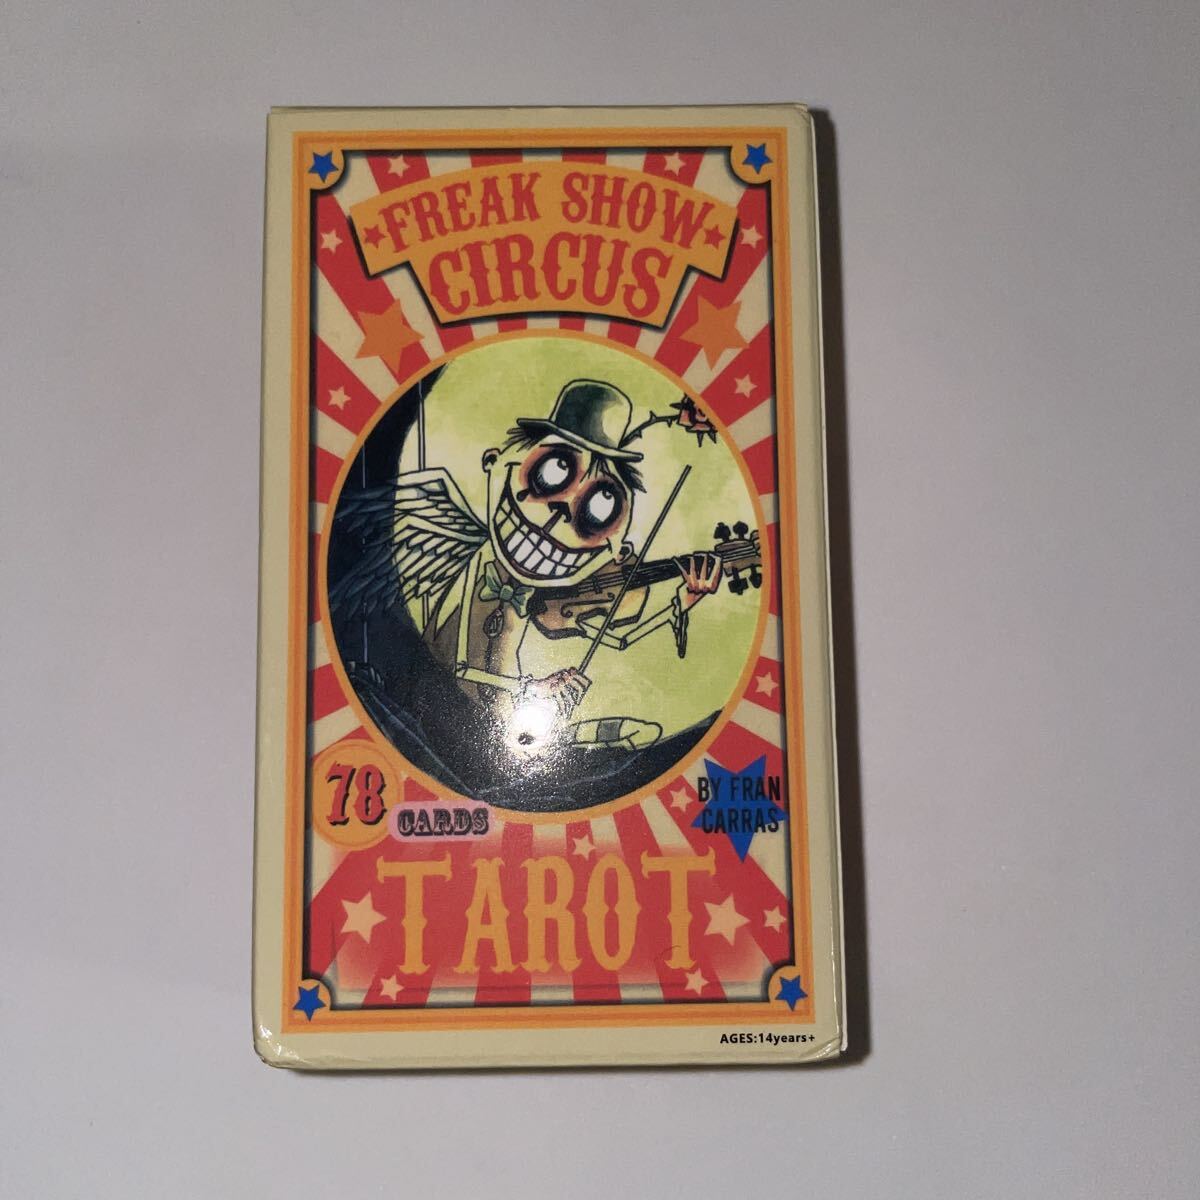 FREAK SHOW
CIRCUS
78
CARDS
BY FRAN
CARRAS
TAROT
AGES:14years+